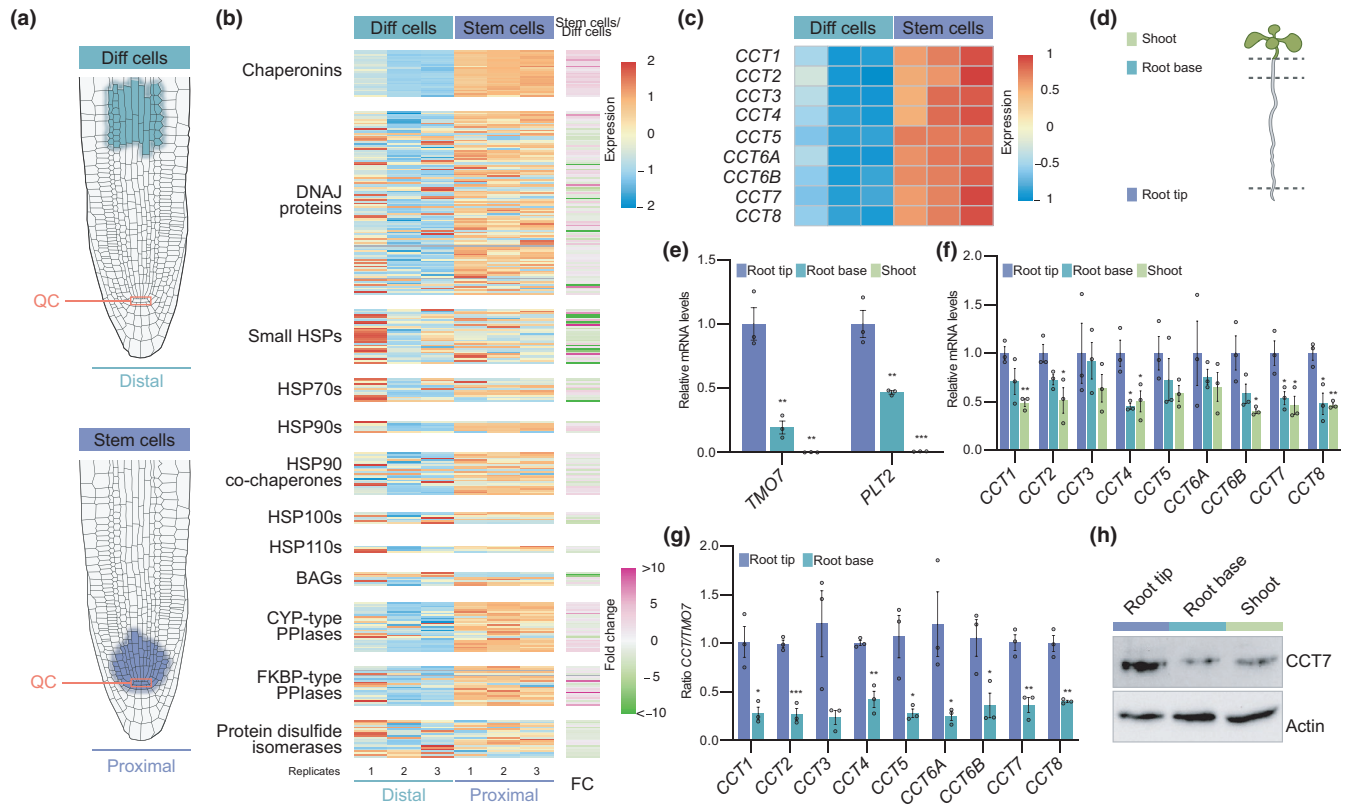 (a)
Diff cells
QC
Distal
Stem cells
QC
Proximal
(b)
Diff cells
Stem cells
Stem cells/
Diff cells
Chaperonins
DNAJ
proteins
Small HSPs
HSP70s
HSP90s
HSP90
co-chaperones
HSP100s
HSP110s
BAGs
CYP-type
PPIases
FKBP-type
PPIases
Protein disulfide
isomerases
Replicates
1 2 3 1 2 3
Distal
Proximal
FC
2
1
0
– 1
– 2
Expression
>10
5
0
– 5
<–10
Fold change
(c)
Diff cells
Stem cells
CCT1
CCT2
CCT3
CCT4
CCT5
CCT6A
CCT6B
CCT7
CCT8
1
0.5
0
–0.5
– 1
Expression
(d)
Shoot
Root base
Root tip
(e)
Relative mRNA levels
1.5
1.0
0.5
0.0
Root tip Root base Shoot
**
**
**
***
TMO7
PLT2
(f)
Relative mRNA levels
2.0
1.5
1.0
0.5
0.0
Root tip Root base Shoot
**
*
*
*
*
*
*
*
**
CCT1
CCT2
CCT3
CCT4
CCT5
CCT6A
CCT6B
CCT7
CCT8
(g)
Ratio CCT/TMO7
2.0
1.5
1.0
0.5
0.0
Root tip Root base
*
***
**
*
*
*
**
**
CCT1
CCT2
CCT3
CCT4
CCT5
CCT6A
CCT6B
CCT7
CCT8
(h)
Root tip
Root base
Shoot
CCT7
Actin